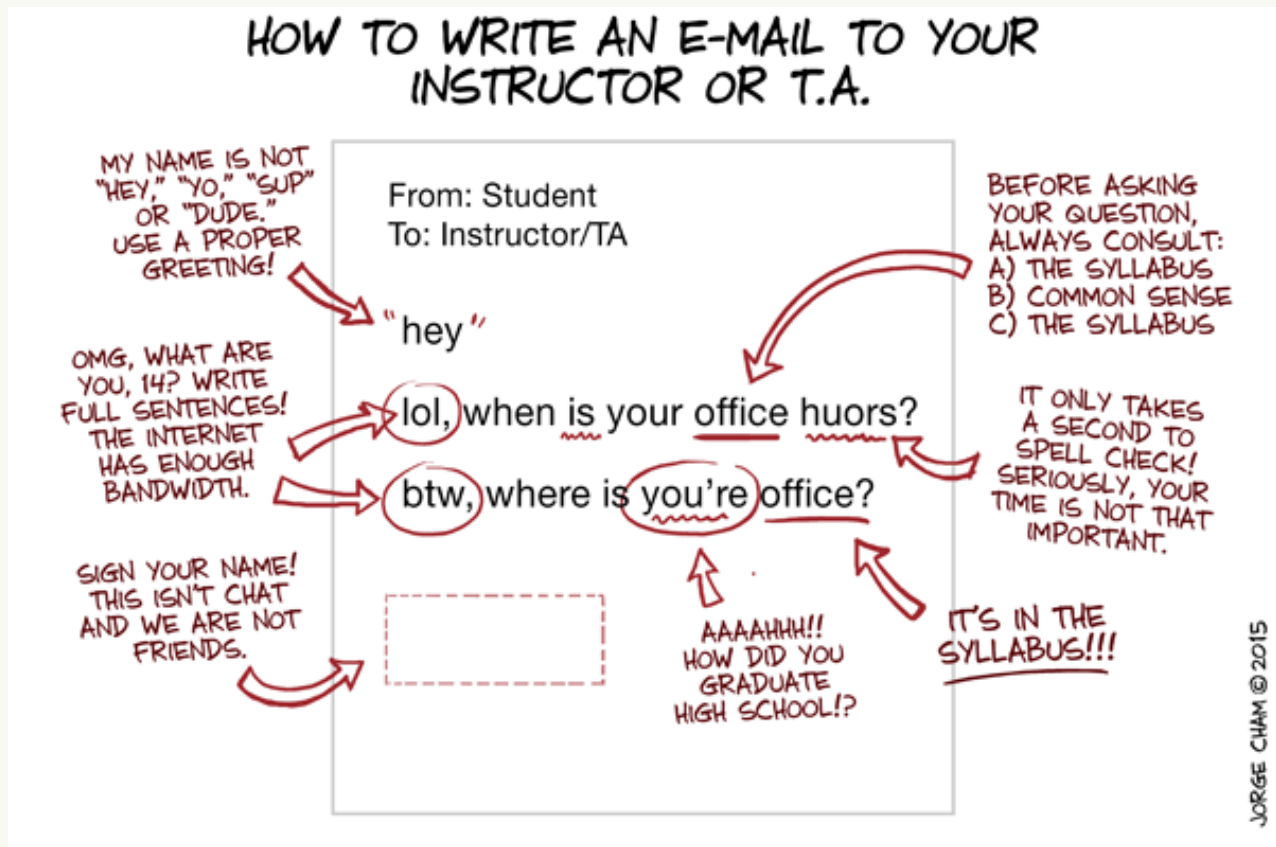 HOW TO WRITE AN E-MAIL TO YOUR
INSTRUCTOR OR T.A.
MY NAME IS NOT
"HEY," "YO," "SUP"
OR "DUDE."
USE A PROPER
GREETING!
From: Student
To: Instructor/TA
BEFORE ASKING
YOUR QUESTION,
ALWAYS CONSULT:
A) THE SYLLABUS
B) COMMON SENSE
C) THE SYLLABUS
"hey"
OMG, WHAT ARE
YOU, 14? WRITE
FULL SENTENCES!
THE INTERNET
HAS ENOUGH
BANDWIDTH.
lol, when is your office huors?
btw, where is you're office?
IT ONLY TAKES
A SECOND TO
SPELL CHECK!
SERIOUSLY, YOUR
TIME IS NOT THAT
IMPORTANT.
SIGN YOUR NAME!
THIS ISN'T CHAT
AND WE ARE NOT
FRIENDS.
AAAAHHH!!
HOW DID YOU
GRADUATE
HIGH SCHOOL!?
IT'S IN THE
SYLLABUS!!!
JORGE CHAM © 2015